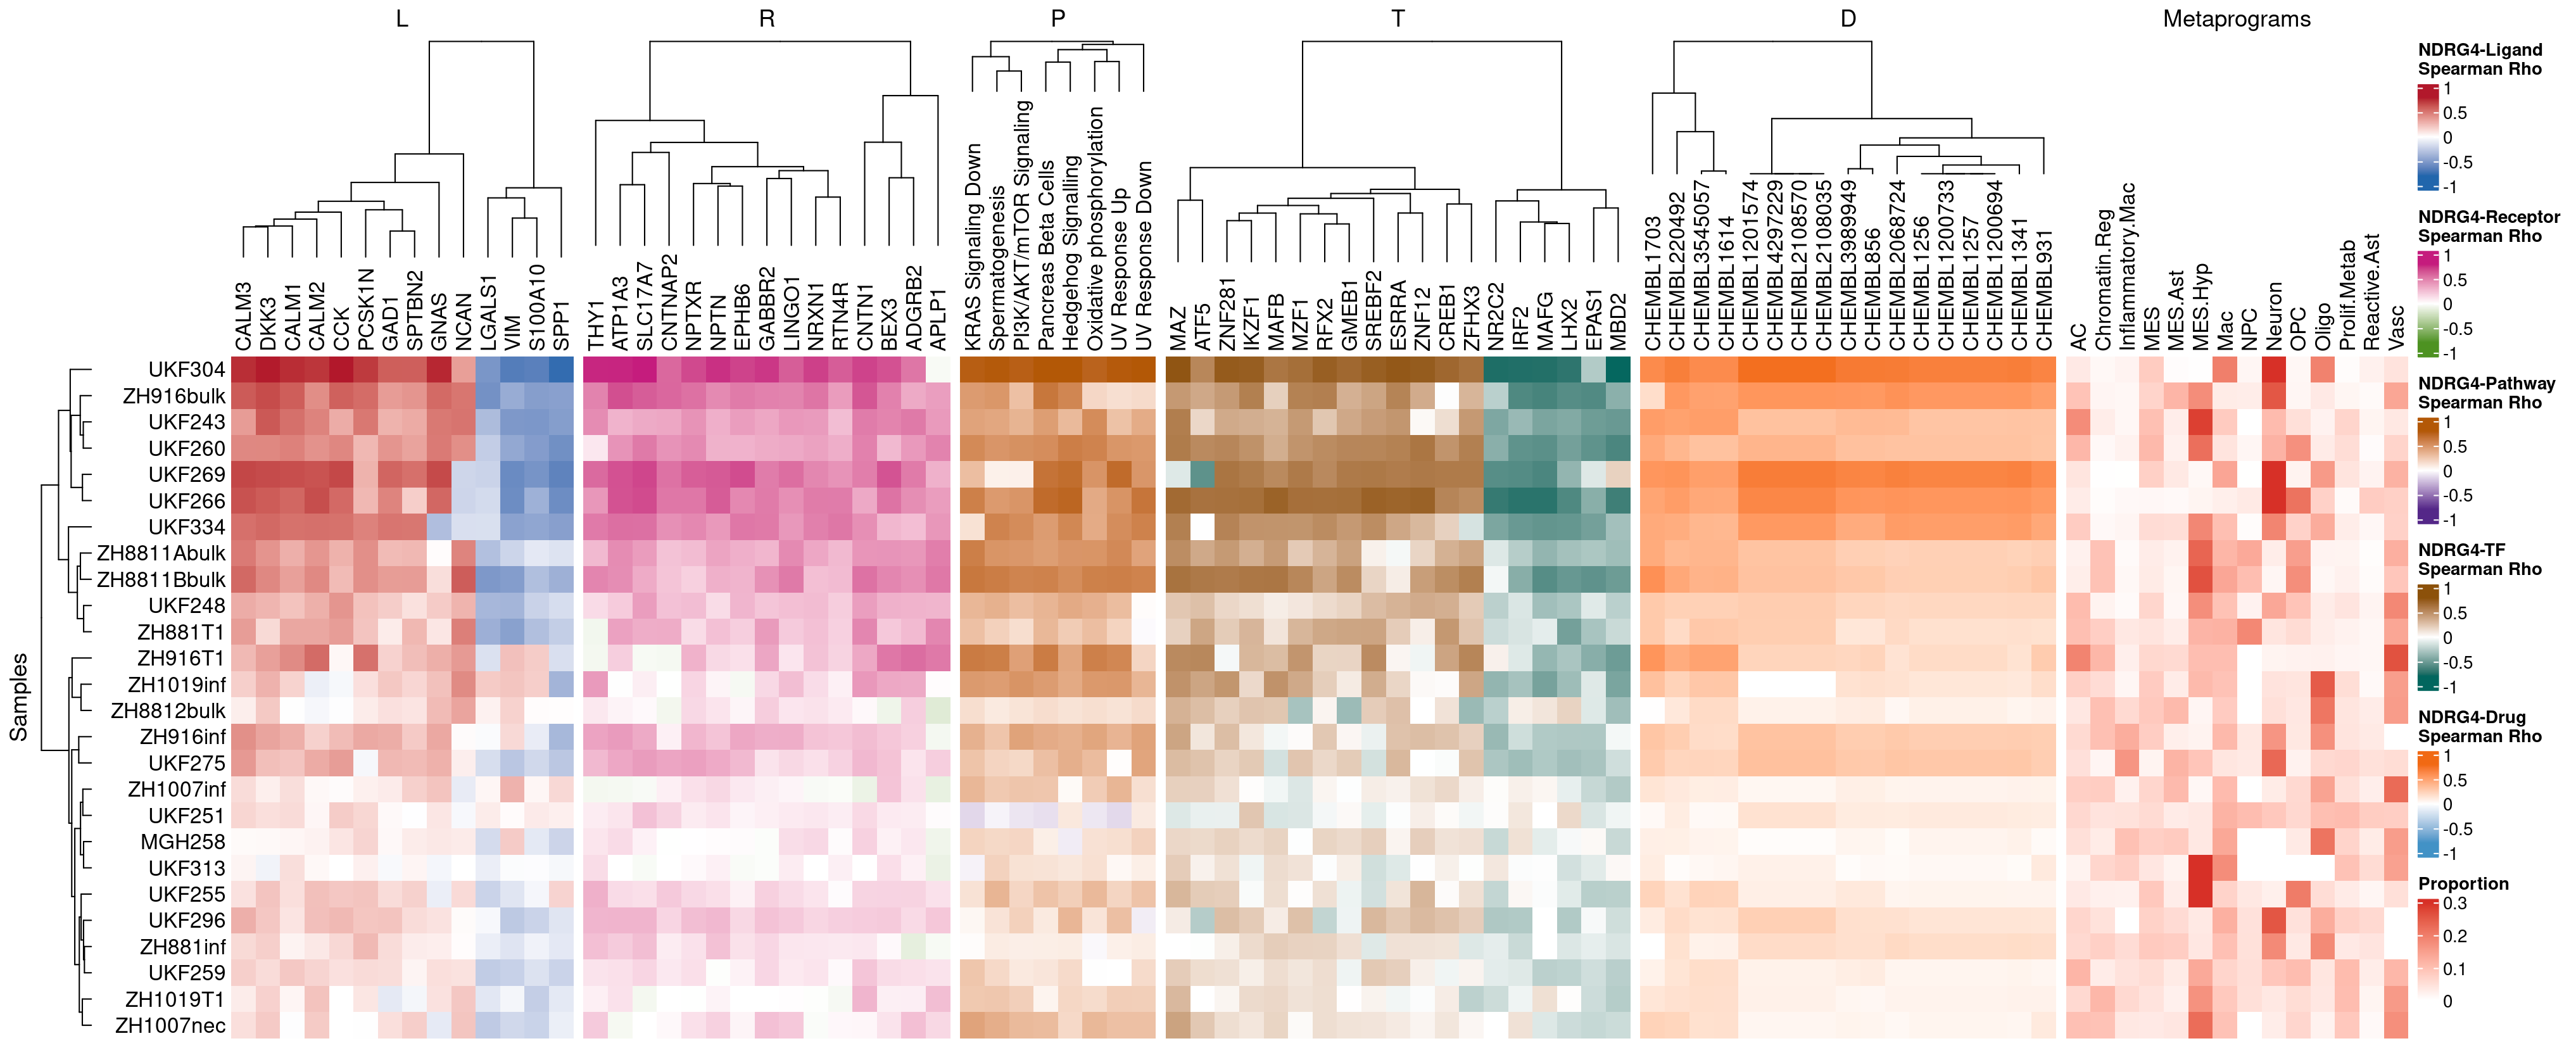 L
R
P
T
D
Metaprograms
CALM3
DKK3
CALM1
CALM2
CCK
PCSK1N
GAD1
SPTBN2
GNAS
NCAN
LGALS1
VIM
S100A10
SPP1
THY1
ATP1A3
SLC17A7
CNTNAP2
NPTXR
NPTN
EPHB6
GABBR2
LINGO1
NRXN1
RTN4R
CNTN1
BEX3
ADGRB2
APLP1
KRAS Signaling Down
Spermatogenesis
PI3K/AKT/mTOR Signaling
Pancreas Beta Cells
Hedgehog Signalling
Oxidative phosphorylation
UV Response Up
UV Response Down
MAZ
ATF5
ZNF281
IKZF1
MAFB
MZF1
RFX2
GMEB1
SREBF2
ESRRA
ZNF12
CREB1
ZFHX3
NR2C2
IRF2
MAFG
LHX2
EPAS1
MBD2
CHEMBL1703
CHEMBL220492
CHEMBL3545057
CHEMBL1614
CHEMBL1201574
CHEMBL4297229
CHEMBL2108570
CHEMBL2108035
CHEMBL3989949
CHEMBL856
CHEMBL2068724
CHEMBL1256
CHEMBL1200733
CHEMBL1257
CHEMBL1200694
CHEMBL1341
CHEMBL931
AC
Chromatin.Reg
Inflammatory.Mac
MES
MES.Ast
MES.Hyp
Mac
NPC
Neuron
OPC
Oligo
Prolif.Metab
Reactive.Ast
Vasc
Samples
UKF304
ZH916bulk
UKF243
UKF260
UKF269
UKF266
UKF334
ZH8811Abulk
ZH8811Bbulk
UKF248
ZH881T1
ZH916T1
ZH1019inf
ZH8812bulk
ZH916inf
UKF275
ZH1007inf
UKF251
MGH258
UKF313
UKF255
UKF296
ZH881inf
UKF259
ZH1019T1
ZH1007nec
NDRG4-Ligand
Spearman Rho
1
0.5
0
-0.5
-1
NDRG4-Receptor
Spearman Rho
1
0.5
0
-0.5
-1
NDRG4-Pathway
Spearman Rho
1
0.5
0
-0.5
-1
NDRG4-TF
Spearman Rho
1
0.5
0
-0.5
-1
NDRG4-Drug
Spearman Rho
1
0.5
0
-0.5
-1
Proportion
0.3
0.2
0.1
0